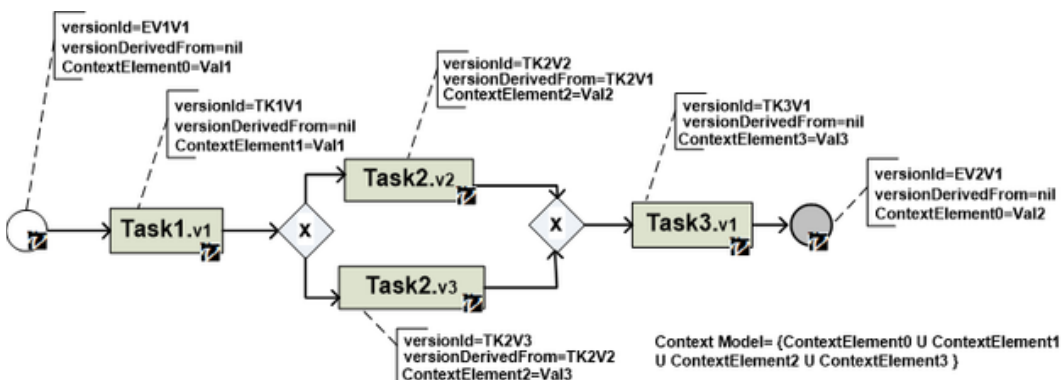 versionId=EV1V1
versionDerivedFrom=nil
ContextElement0=Val1
versionId=TK1V1
versionDerivedFrom=nil
ContextElement1=Val1
versionId=TK2V2
versionDerivedFrom=TK2V1
ContextElement2=Val2
versionId=TK3V1
versionDerivedFrom=nil
ContextElement3=Val3
versionId=EV2V1
versionDerivedFrom=nil
ContextElement0=Val2
Task1.v1
X
Task2.v2
Task2.v3
X
Task3.v1
versionId=TK2V3
versionDerivedFrom=TK2V2
ContextElement2=Val3
Context Model= {ContextElement0 U ContextElement1
U ContextElement2 U ContextElement3 }